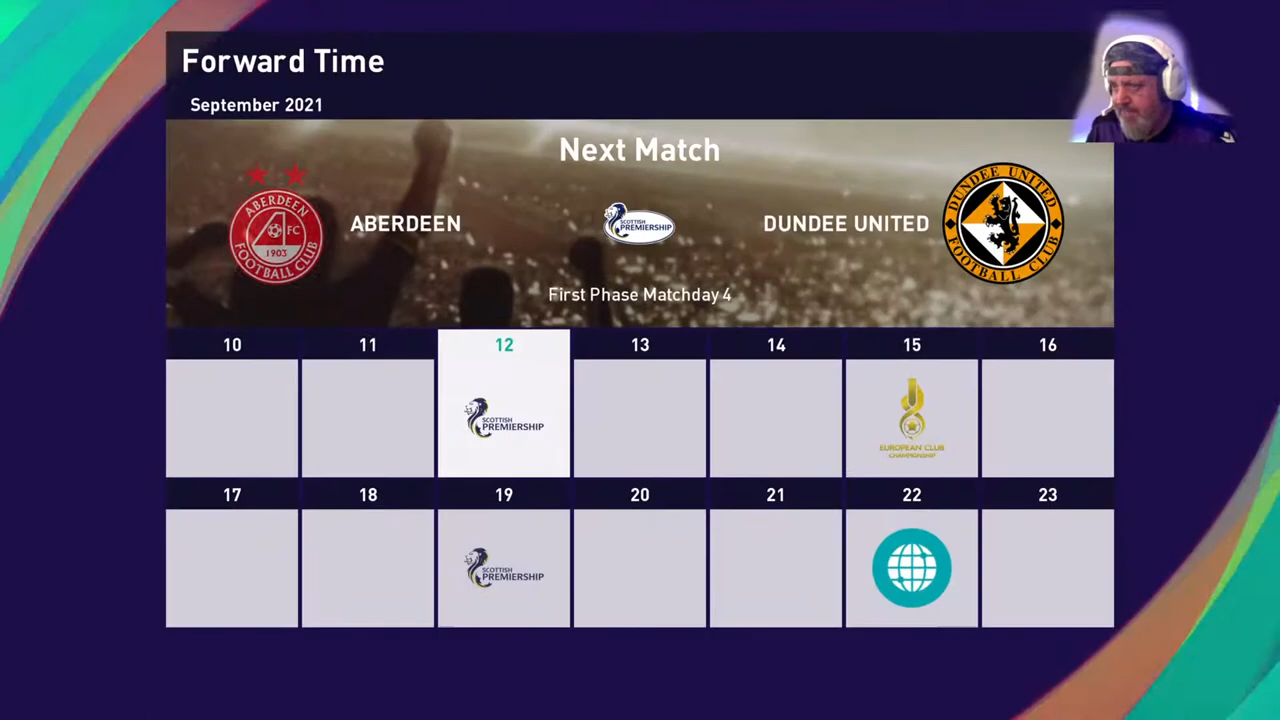 Forward Time
September 2021
Next Match
ABERDEEN
FC
1903
FOOTBALL CLUB
ABERDEEN
SCOTTISH
PREMIERSHIP
DUNDEE UNITED
DUNDEE UNITED
FOOTBALL CLUB
First Phase Matchday 4
10 11 12 13 14 15 16
SCOTTISH
PREMIERSHIP
EUROPEAN CLUB
CHAMPIONSHIP
17 18 19 20 21 22 23
SCOTTISH
PREMIERSHIP